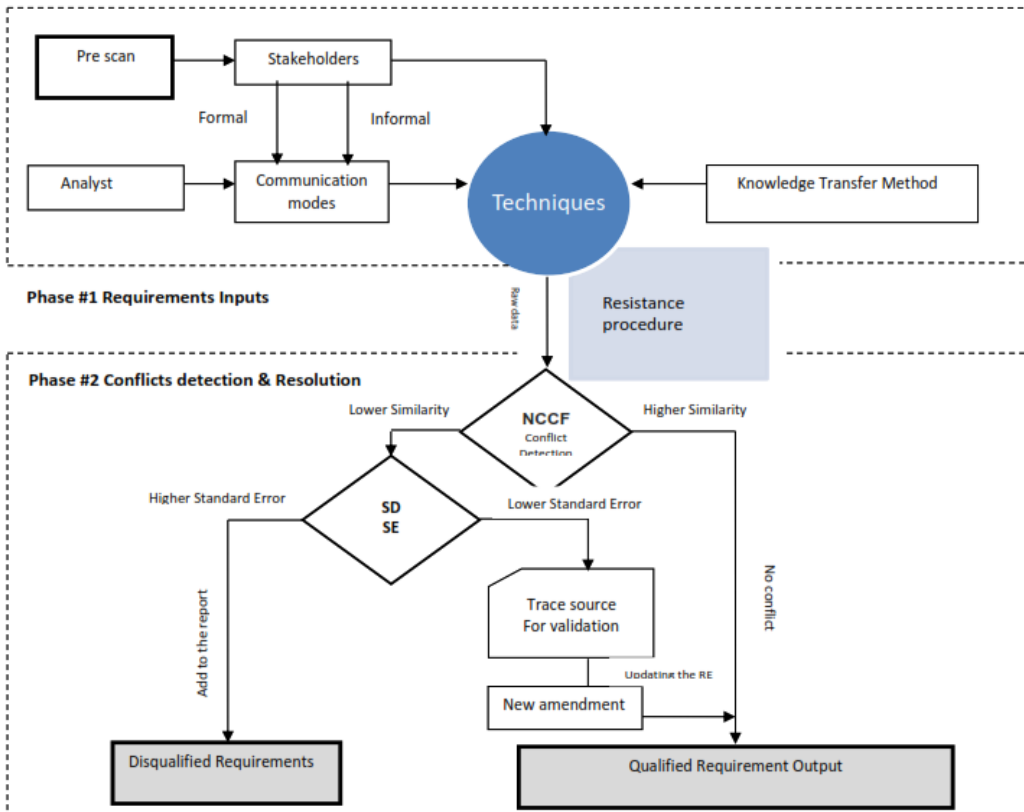 Pre scan
Stakeholders
Formal
Informal
Analyst
Communication
modes
Techniques
Knowledge Transfer Method
Phase #1 Requirements Inputs
Raw data
Resistance
procedure
Phase #2 Conflicts detection & Resolution
Lower Similarity
NCCF
Conflict
Detection
Higher Similarity
Higher Standard Error
SD
SE
Lower Standard Error
Add to the report
Trace source
For validation
No conflict
Updating the RE
New amendment
Disqualified Requirements
Qualified Requirement Output